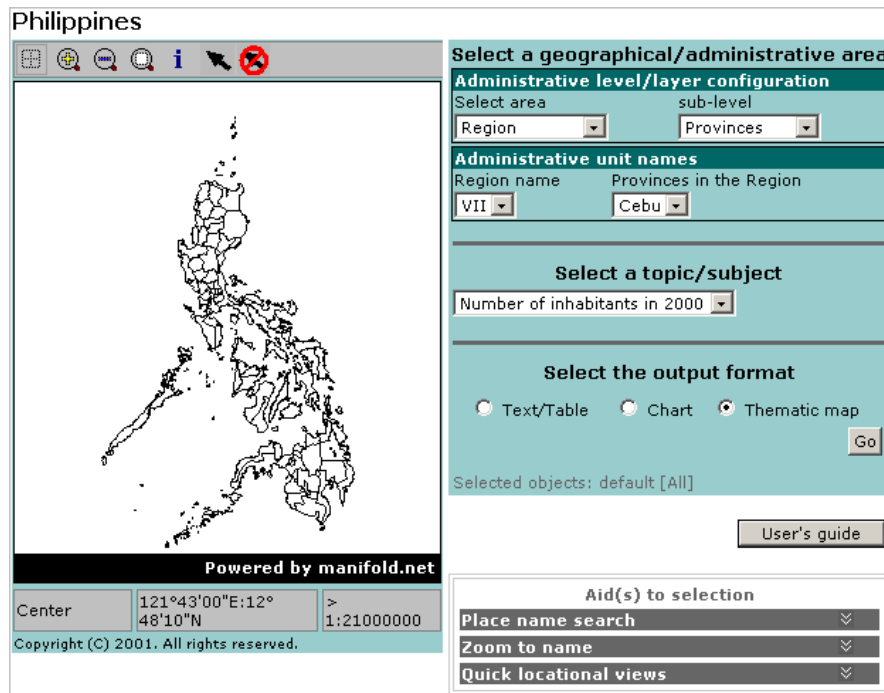 Philippines
i
Powered by manifold.net
Center
121°43'00"E:12°
48'10"N
>
1:21000000
Copyright (C) 2001. All rights reserved.
Select a geographical/administrative area
Administrative level/layer configuration
Select area sub-level
Region Provinces
Administrative unit names
Region name Provinces in the Region
VII Cebu
Select a topic/subject
Number of inhabitants in 2000
Select the output format
Text/Table Chart Thematic map
Go
Selected objects: default [All]
User's guide
Aid(s) to selection
Place name search
Zoom to name
Quick locational views